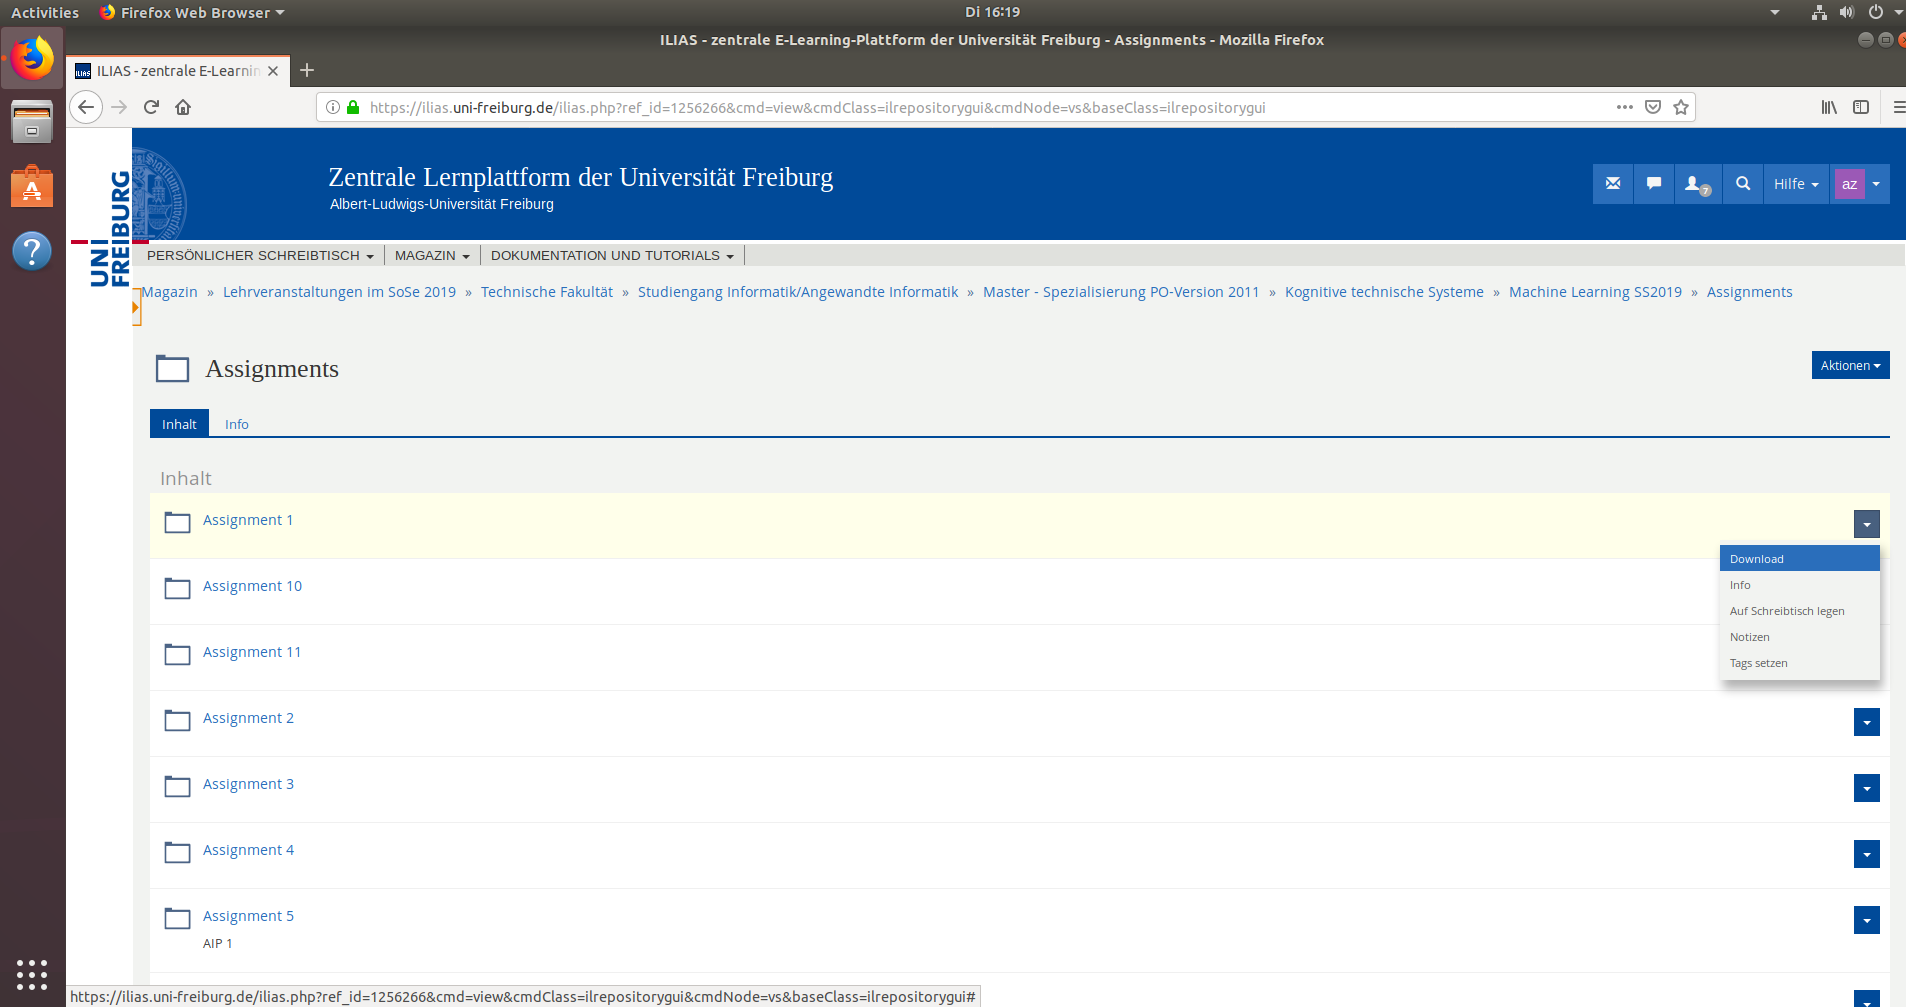 Activities Firefox Web Browser Di 16:19
ILIAS - zentrale E-Learning-Plattform der Universität Freiburg - Assignments - Mozilla Firefox
ILIAS - zentrale E-Learnin
https://ilias.uni-freiburg.de/ilias.php?ref_id=1256266&cmd=view&cmdClass=ilrepositorygui&cmdNode=vs&baseClass=ilrepositorygui
UNI
FREIBURG
Zentrale Lernplattform der Universität Freiburg
Albert-Ludwigs-Universität Freiburg
7 Hilfe az
PERSÖNLICHER SCHREIBTISCH MAGAZIN DOKUMENTATION UND TUTORIALS
Magazin » Lehrveranstaltungen im SoSe 2019 » Technische Fakultät » Studiengang Informatik/Angewandte Informatik » Master - Spezialisierung PO-Version 2011 » Kognitive technische Systeme » Machine Learning SS2019 » Assignments
Assignments
Aktionen
Inhalt Info
Inhalt
Assignment 1
Download
Info
Auf Schreibtisch legen
Notizen
Tags setzen
Assignment 10
Assignment 11
Assignment 2
Assignment 3
Assignment 4
Assignment 5
AIP 1
https://ilias.uni-freiburg.de/ilias.php?ref_id=1256266&cmd=view&cmdClass=ilrepositorygui&cmdNode=vs&baseClass=ilrepositorygui#